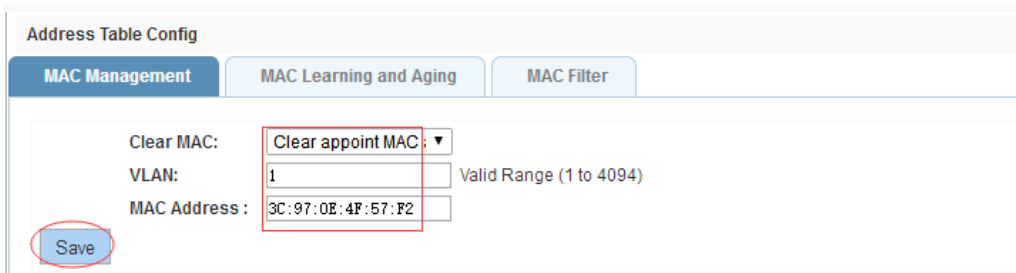 Address Table Config
MAC Management MAC Learning and Aging MAC Filter
Clear MAC: Clear appoint MAC
VLAN: 1 Valid Range (1 to 4094)
MAC Address : 3C:97:0E:4F:57:F2
Save